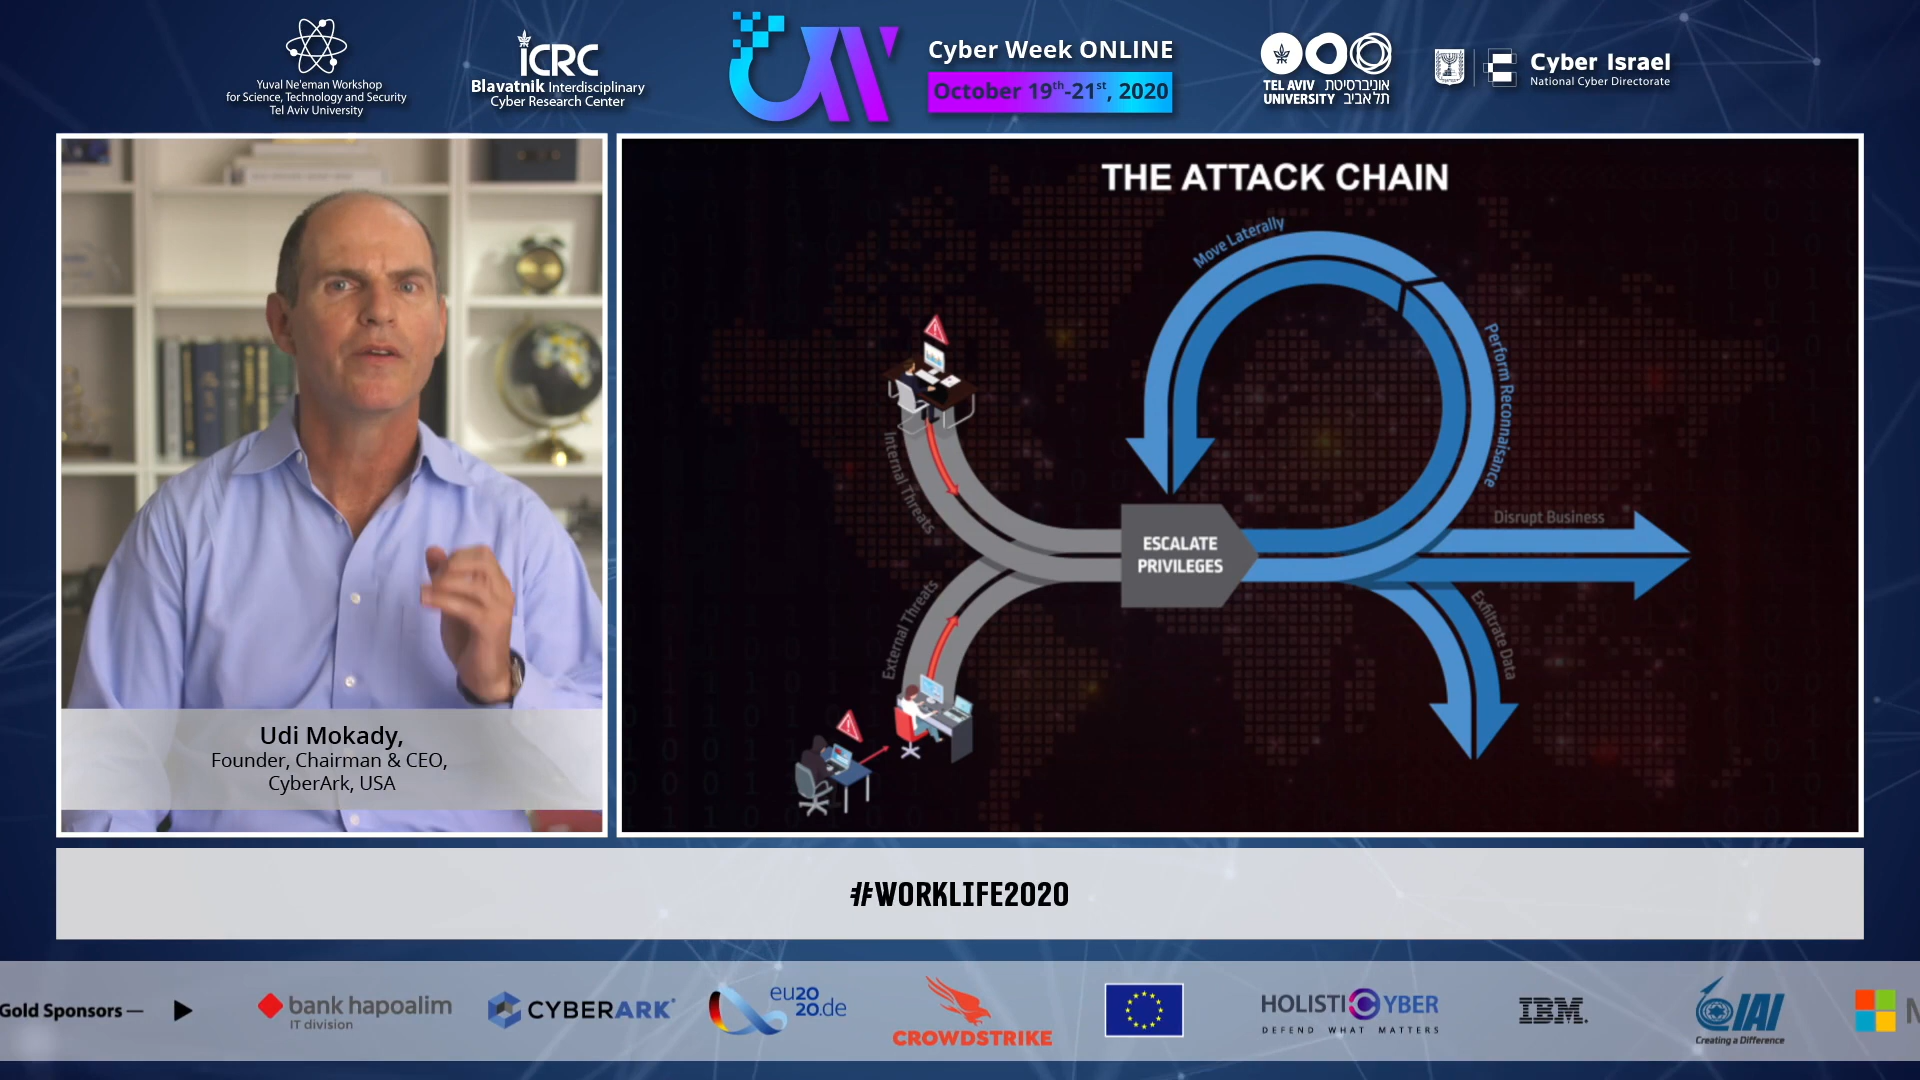 Yuval Ne'eman Workshop
for Science, Technology and Security
Tel Aviv University
ICRC
Blavatnik Interdisciplinary
Cyber Research Center
Cyber Week ONLINE
October 19th-21st, 2020
TEL AVIV אוניברסיטת
UNIVERSITY תל אביב
Cyber Israel
National Cyber Directorate
THE ATTACK CHAIN
Move Laterally
Perform Reconnaisance
Internal Threats
External Threats
ESCALATE
PRIVILEGES
Disrupt Business
Exfiltrate Data
Udi Mokady,
Founder, Chairman & CEO,
CyberArk, USA
#WORKLIFE2020
Gold Sponsors —
bank hapoalim
IT division
CYBERARK®
eu20
20.de
CROWDSTRIKE
HOLISTICYBER
DEFEND WHAT MATTERS
IBM.
IAI
Creating a Difference